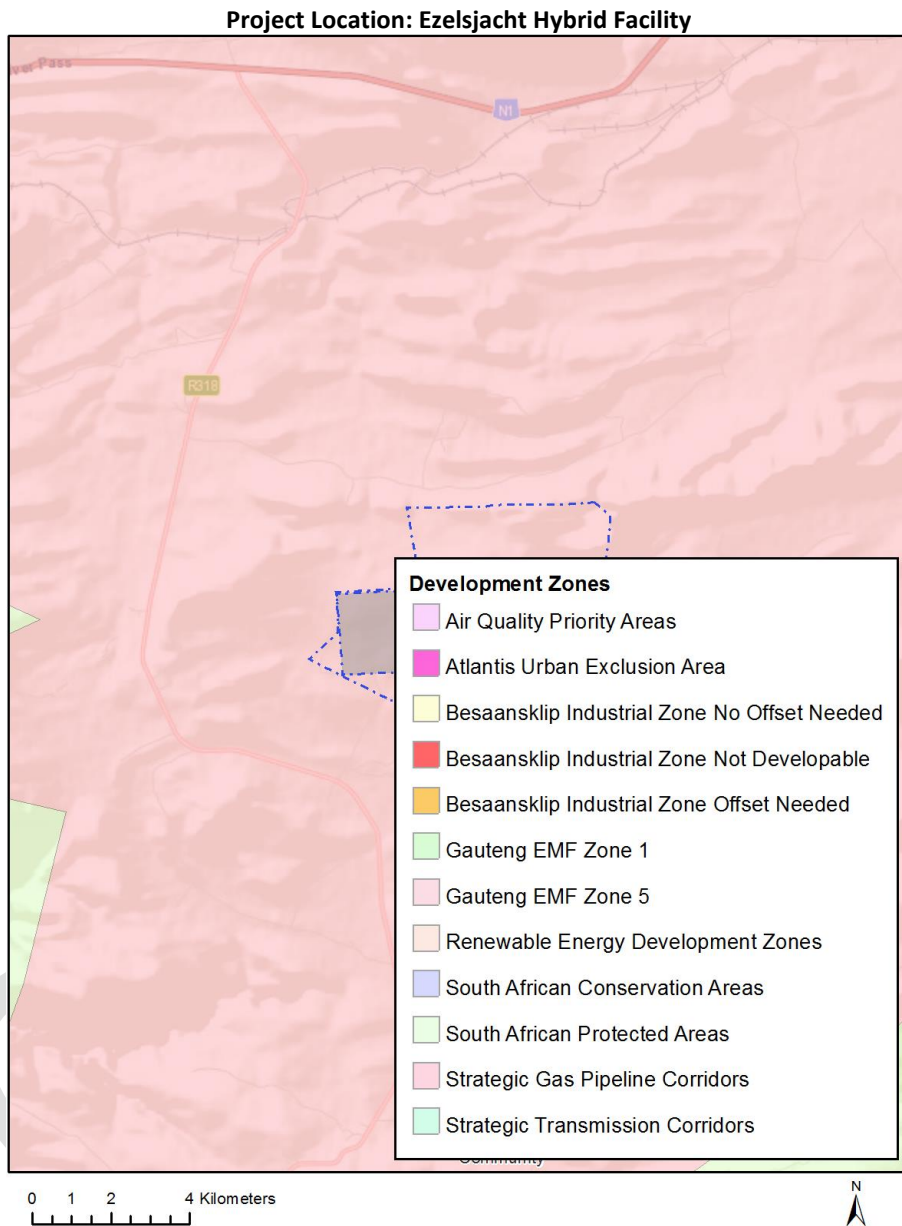 Project Location: Ezelsjacht Hybrid Facility
ver Pass
N1
R318
Development Zones
Air Quality Priority Areas
Atlantis Urban Exclusion Area
Besaansklip Industrial Zone No Offset Needed
Besaansklip Industrial Zone Not Developable
Besaansklip Industrial Zone Offset Needed
Gauteng EMF Zone 1
Gauteng EMF Zone 5
Renewable Energy Development Zones
South African Conservation Areas
South African Protected Areas
Strategic Gas Pipeline Corridors
Strategic Transmission Corridors
Community
0 1 2 4 Kilometers
N